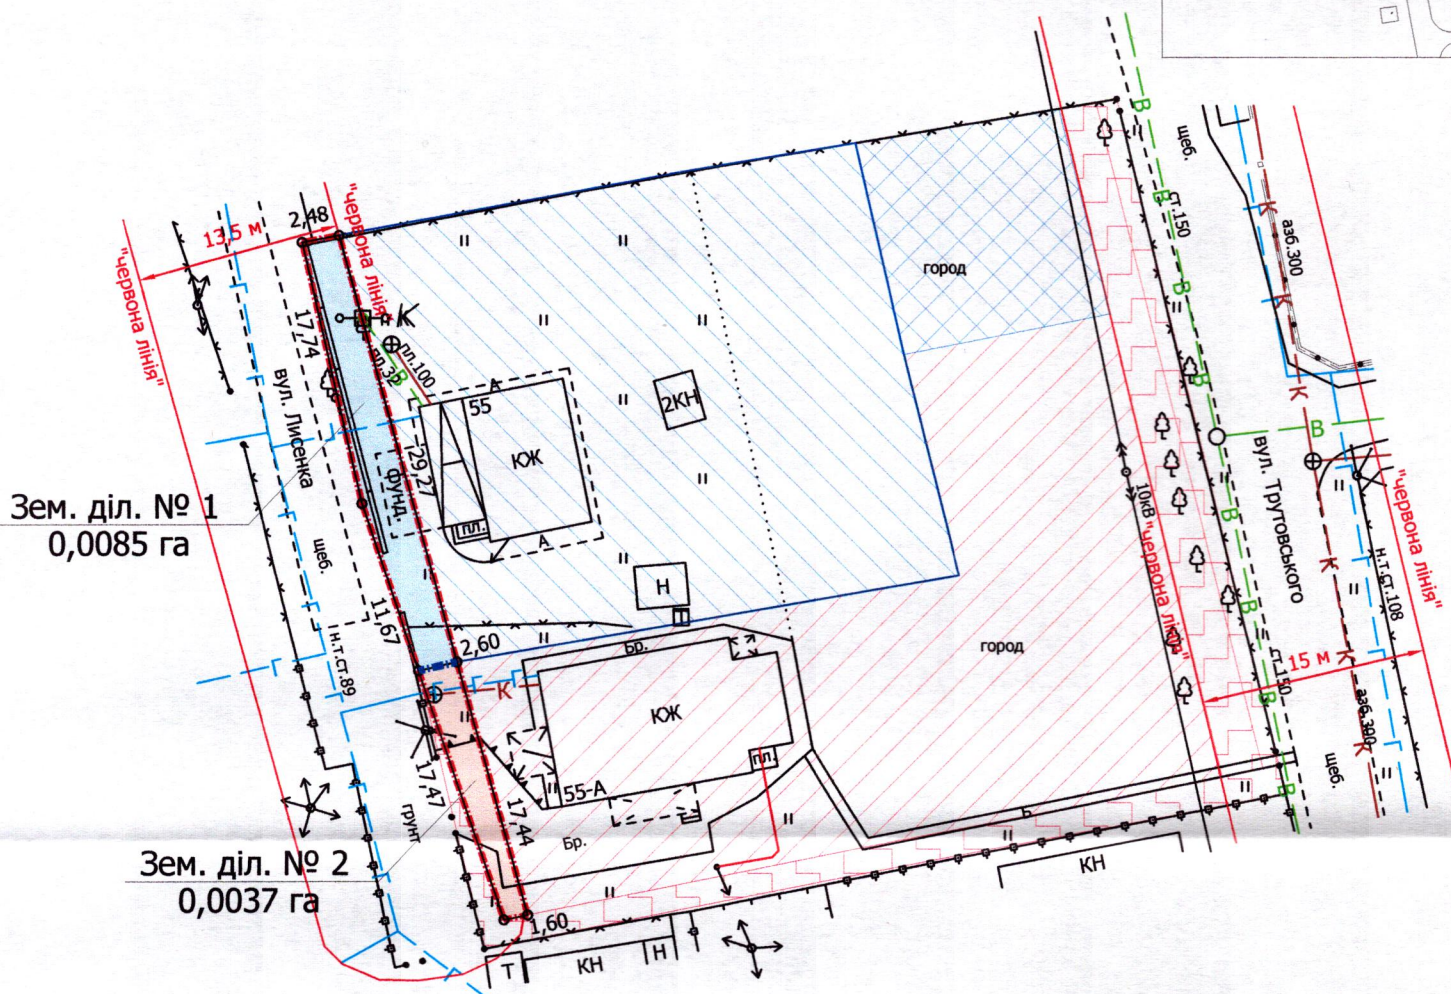 2,48
13,5 м
"червона лінія"
"червона лінія"
К
17,74
пл.32
пл.100
В
А
55
КЖ
29,27
фунд.
пл.
А
2КН
Н
вул. Лисенка
щеб.
Зем. діл. № 1
0,0085 га
11,67
н.т.ст.89
2,60
Бр.
К
КЖ
пл.
55-А
17,47
17,44
грунт
Бр.
Зем. діл. № 2
0,0037 га
1,60
Т
КН
Н
КН
Б
город
город
10кВ
"червона лінія"
щеб.
В
В
ст.150
В
В
В
В
В
В
В
вул. Трутовського
ст.150
15 м
К
К
К
К
К
К
азб.300
азб.300
н.т.ст.108
"червона лінія"
щеб.